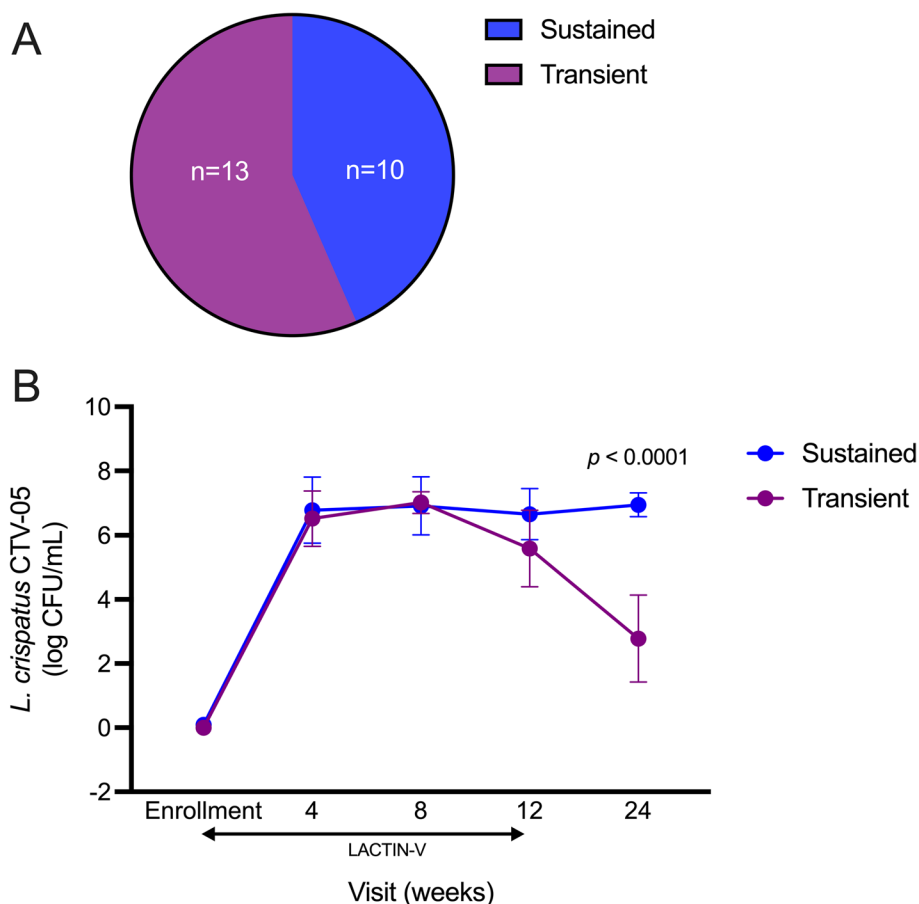 A
Sustained
Transient
n=13
n=10
B
10
8
6
4
2
0
-2
L. crispatus CTV-05
(log CFU/mL)
p < 0.0001
Sustained
Transient
Enrollment 4 8 12 24
LACTIN-V
Visit (weeks)